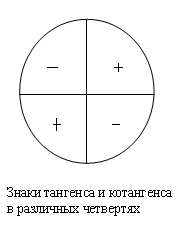 − +
+ −
Знаки тангенса и котангенса
в различных четвертях